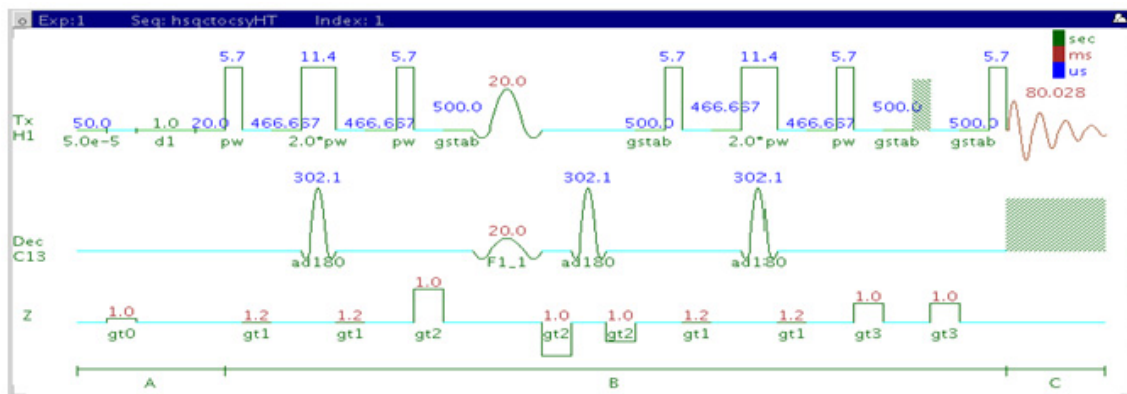 Exp:1 Seq: hsqctocsyHT Index: 1
sec
ms
us
5.7 11.4 5.7 20.0 5.7 11.4 5.7 5.7
80.028
Tx
H1
50.0 1.0 20.0 466.667 466.667 500.0 500.0 466.667 466.667 500.0 500.0
5.0e-5 d1 pw 2.0*pw pw gstab gstab pw 2.0*pw pw gstab gstab
302.1 302.1 302.1
Dec
C13
20.0
ad180 F1_1 ad180 ad180
Z
1.0 1.2 1.2 1.0 1.0 1.0 1.2 1.2 1.0 1.0
gt0 gt1 gt1 gt2 gt2 gt2 gt1 gt1 gt3 gt3
A B C